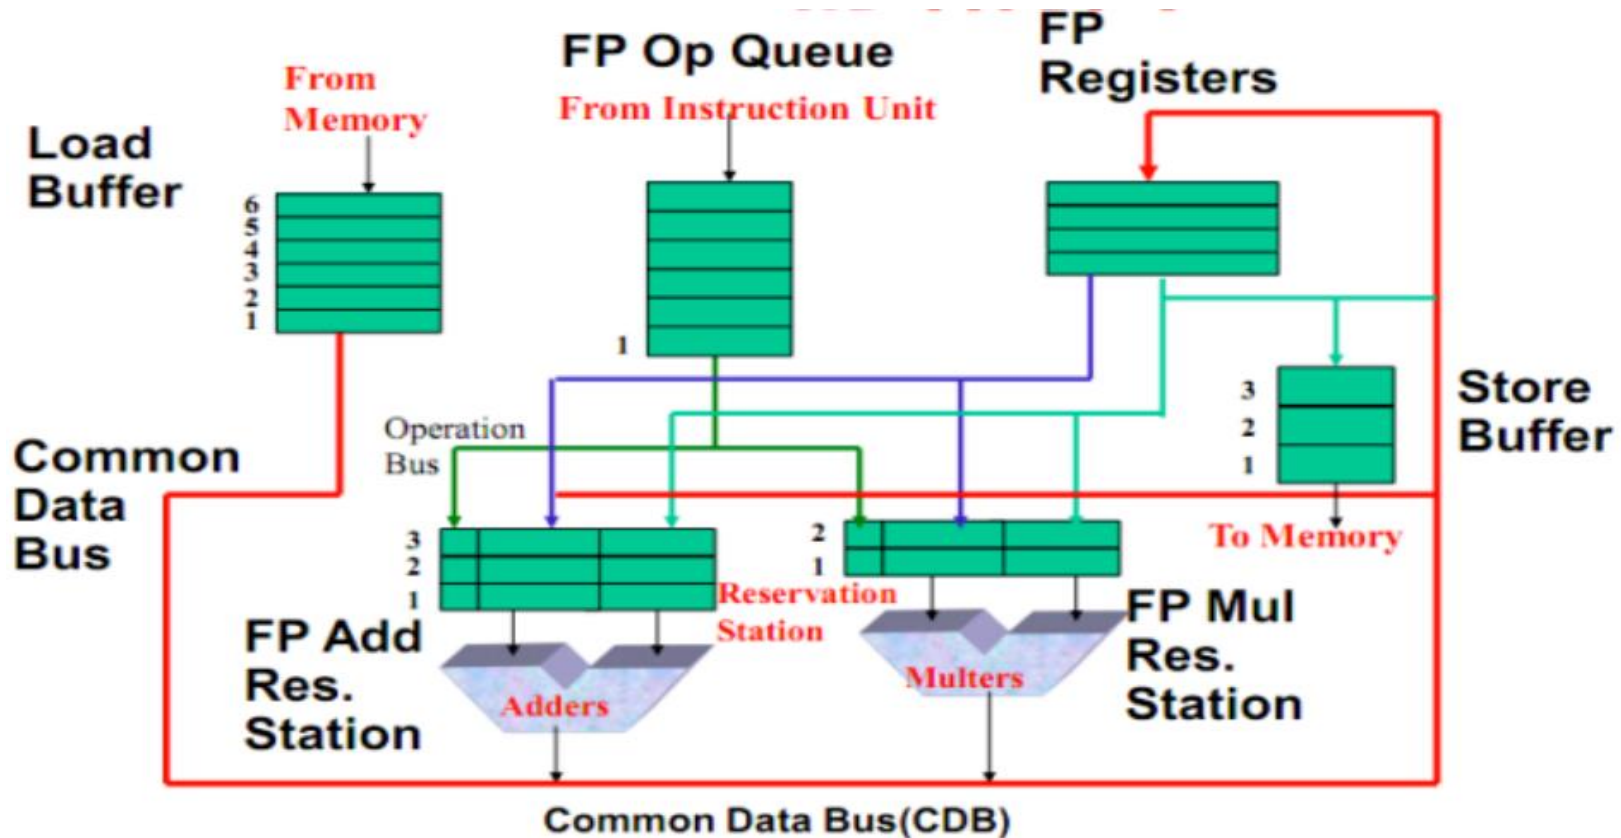 FP Op Queue
From Instruction Unit
FP
Registers
From
Memory
Load
Buffer
6
5
4
3
2
1
1
3
2
1
Store
Buffer
Operation
Bus
Common
Data
Bus
To Memory
3
2
1
2
1
Reservation
Station
FP Add
Res.
Station
Adders
Multers
FP Mul
Res.
Station
Common Data Bus(CDB)